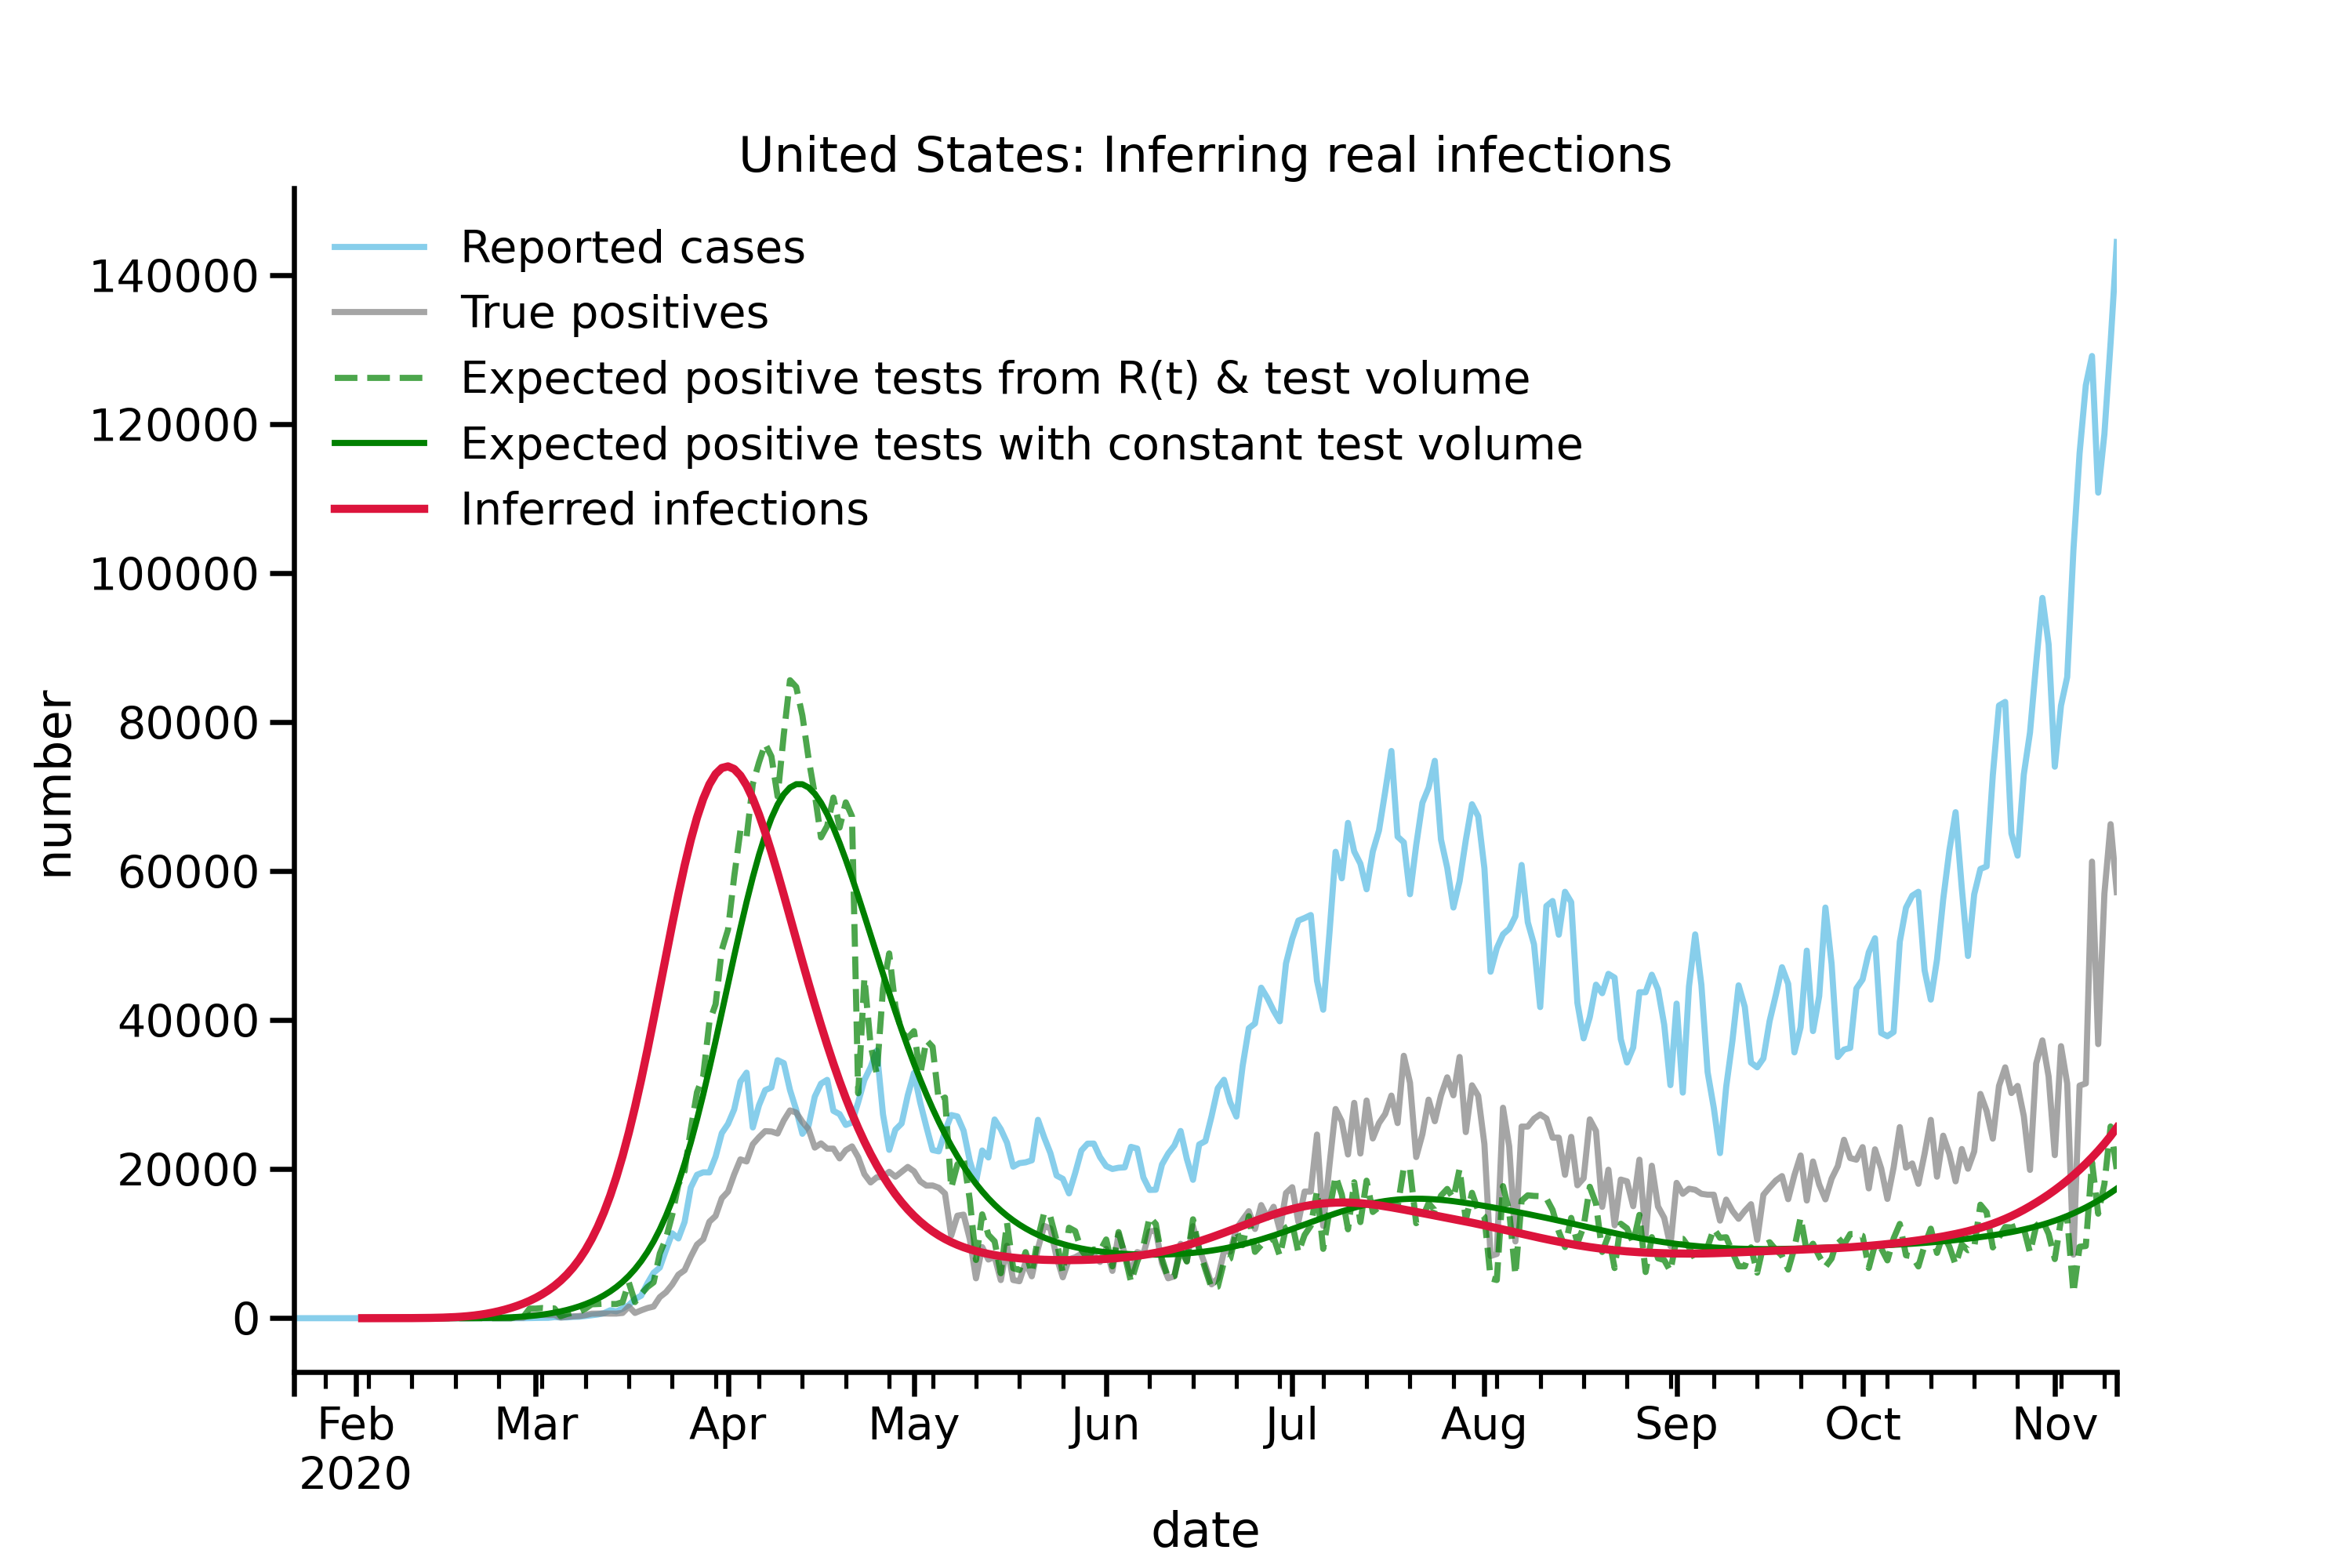 United States: Inferring real infections
Reported cases
True positives
Expected positive tests from R(t) & test volume
Expected positive tests with constant test volume
Inferred infections
number
140000
120000
100000
80000
60000
40000
20000
0
Feb Mar Apr May Jun Jul Aug Sep Oct Nov
2020
date